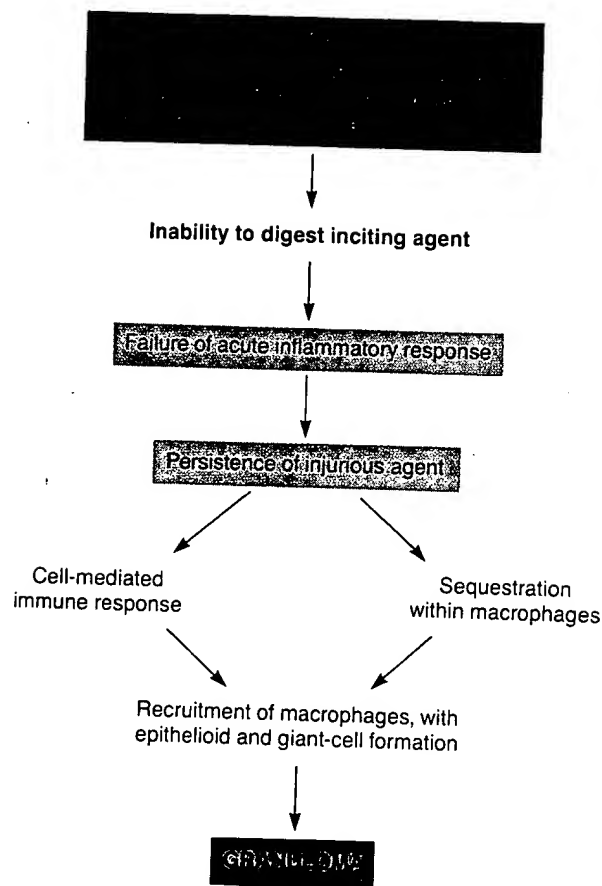 Inability to digest inciting agent
Failure of acute inflammatory response
Persistence of injurious agent
Cell-mediated
immune response
Sequestration
within macrophages
Recruitment of macrophages, with
epithelioid and giant-cell formation
GRANULOMA